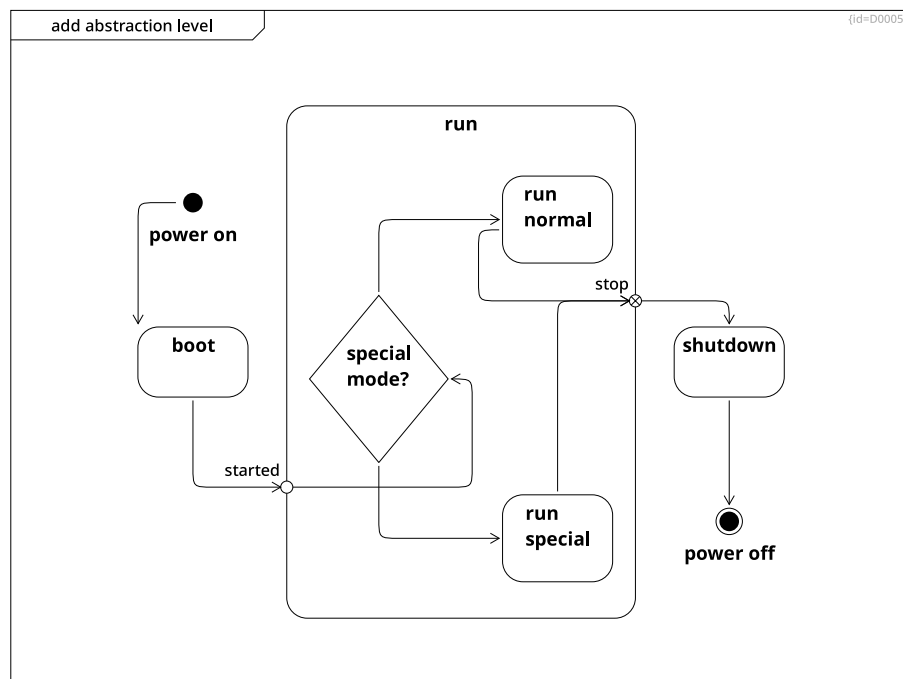 add abstraction level
{id=D0005
run
run
normal
power on
stop
boot
special
mode?
shutdown
started
run
special
power off